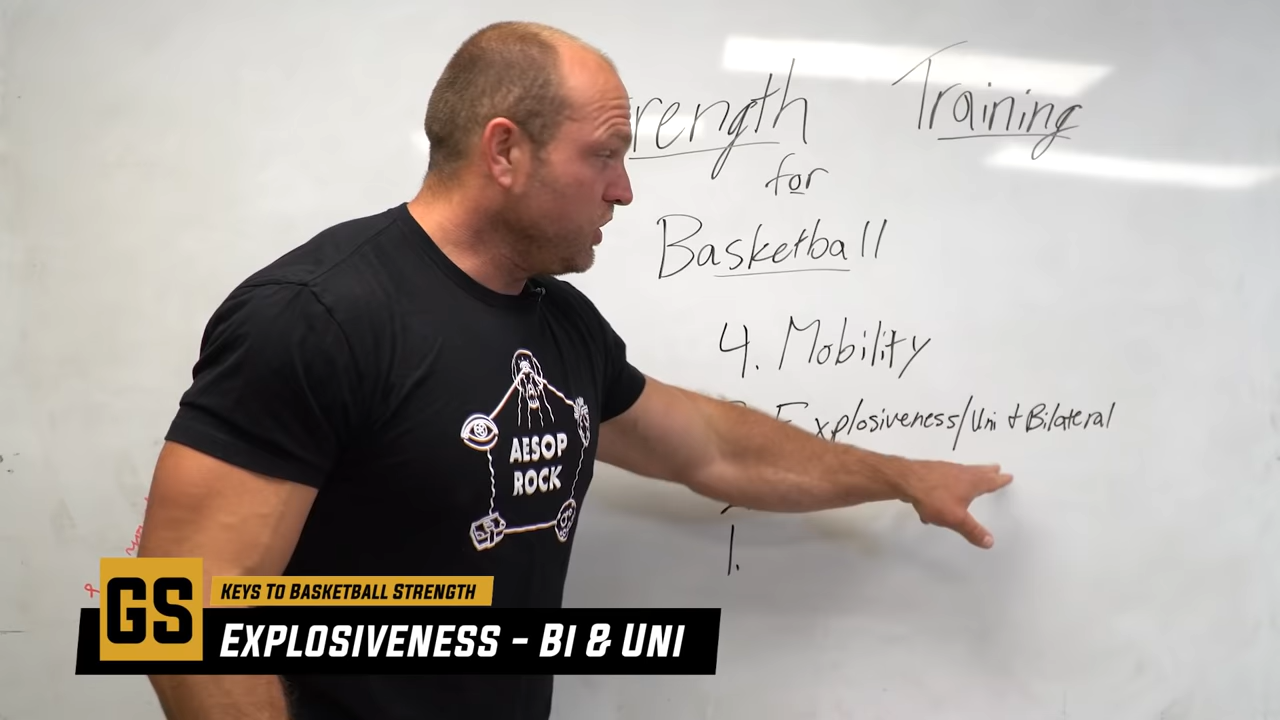 rength Training
for
Basketball
4. Mobility
Explosiveness/Uni + Bilateral
1.
AESOP
ROCK
GS
KEYS TO BASKETBALL STRENGTH
EXPLOSIVENESS - BI & UNI